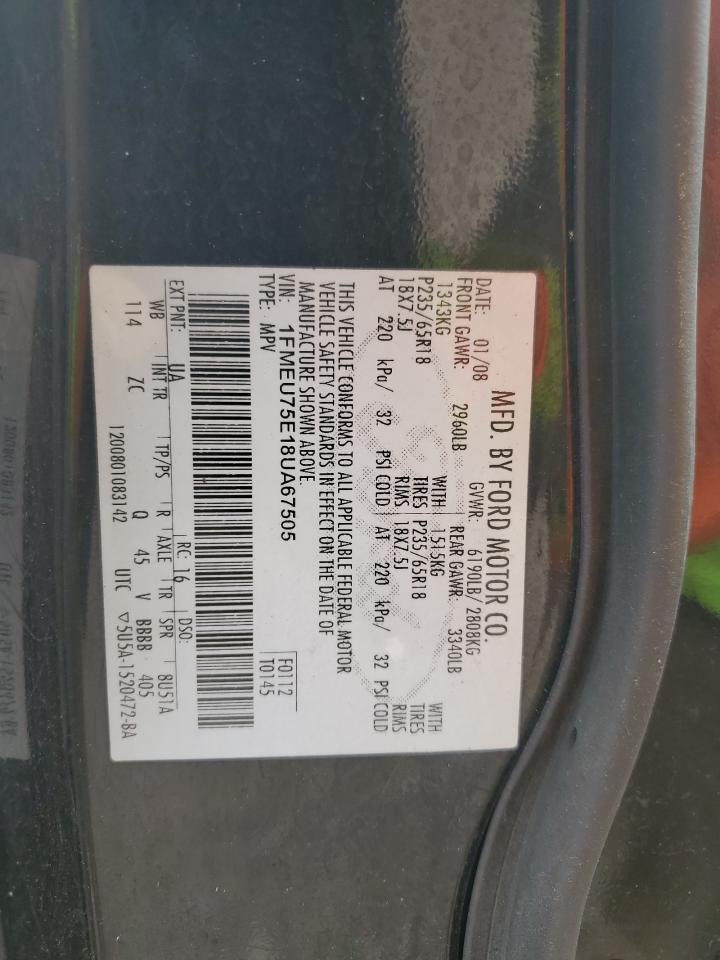 MFD. BY FORD MOTOR CO.
DATE: 01/08 GVWR: 6190LB/ 2808KG
FRONT GAWR: 2960LB REAR GAWR: 3340LB
1343KG WITH 1515KG WITH
P235/65R18 TIRES P235/65R18 TIRES
18X7.5J RIMS 18X7.5J RIMS
AT 220 kPa/ 32 PSI COLD AT 220 kPa/ 32 PSI COLD
THIS VEHICLE CONFORMS TO ALL APPLICABLE FEDERAL MOTOR
VEHICLE SAFETY STANDARDS IN EFFECT ON THE DATE OF
MANUFACTURE SHOWN ABOVE.
VIN: 1FMEU75E18UA67505 F0112
TYPE: MPV T0145
EXT PNT: UA RC: 16 DSO:
WB INT TR TP/PS R AXLE TR SPR 8U51A
114 ZC Q 45 V BBBB 405
1200801083142 UTC ▽5U5A-1520472-BA